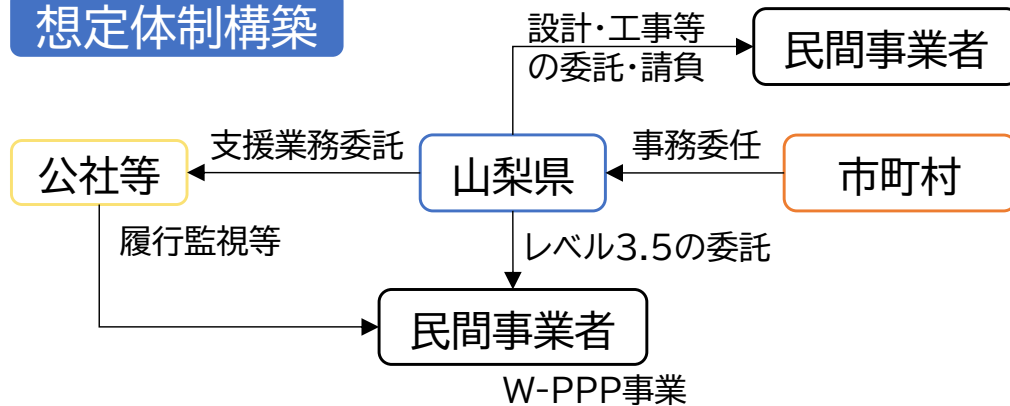 想定体制構築
設計・工事等
の委託・請負
民間事業者
公社等
支援業務委託
山梨県
事務委任
市町村
履行監視等
レベル3.5の委託
民間事業者
W-PPP事業